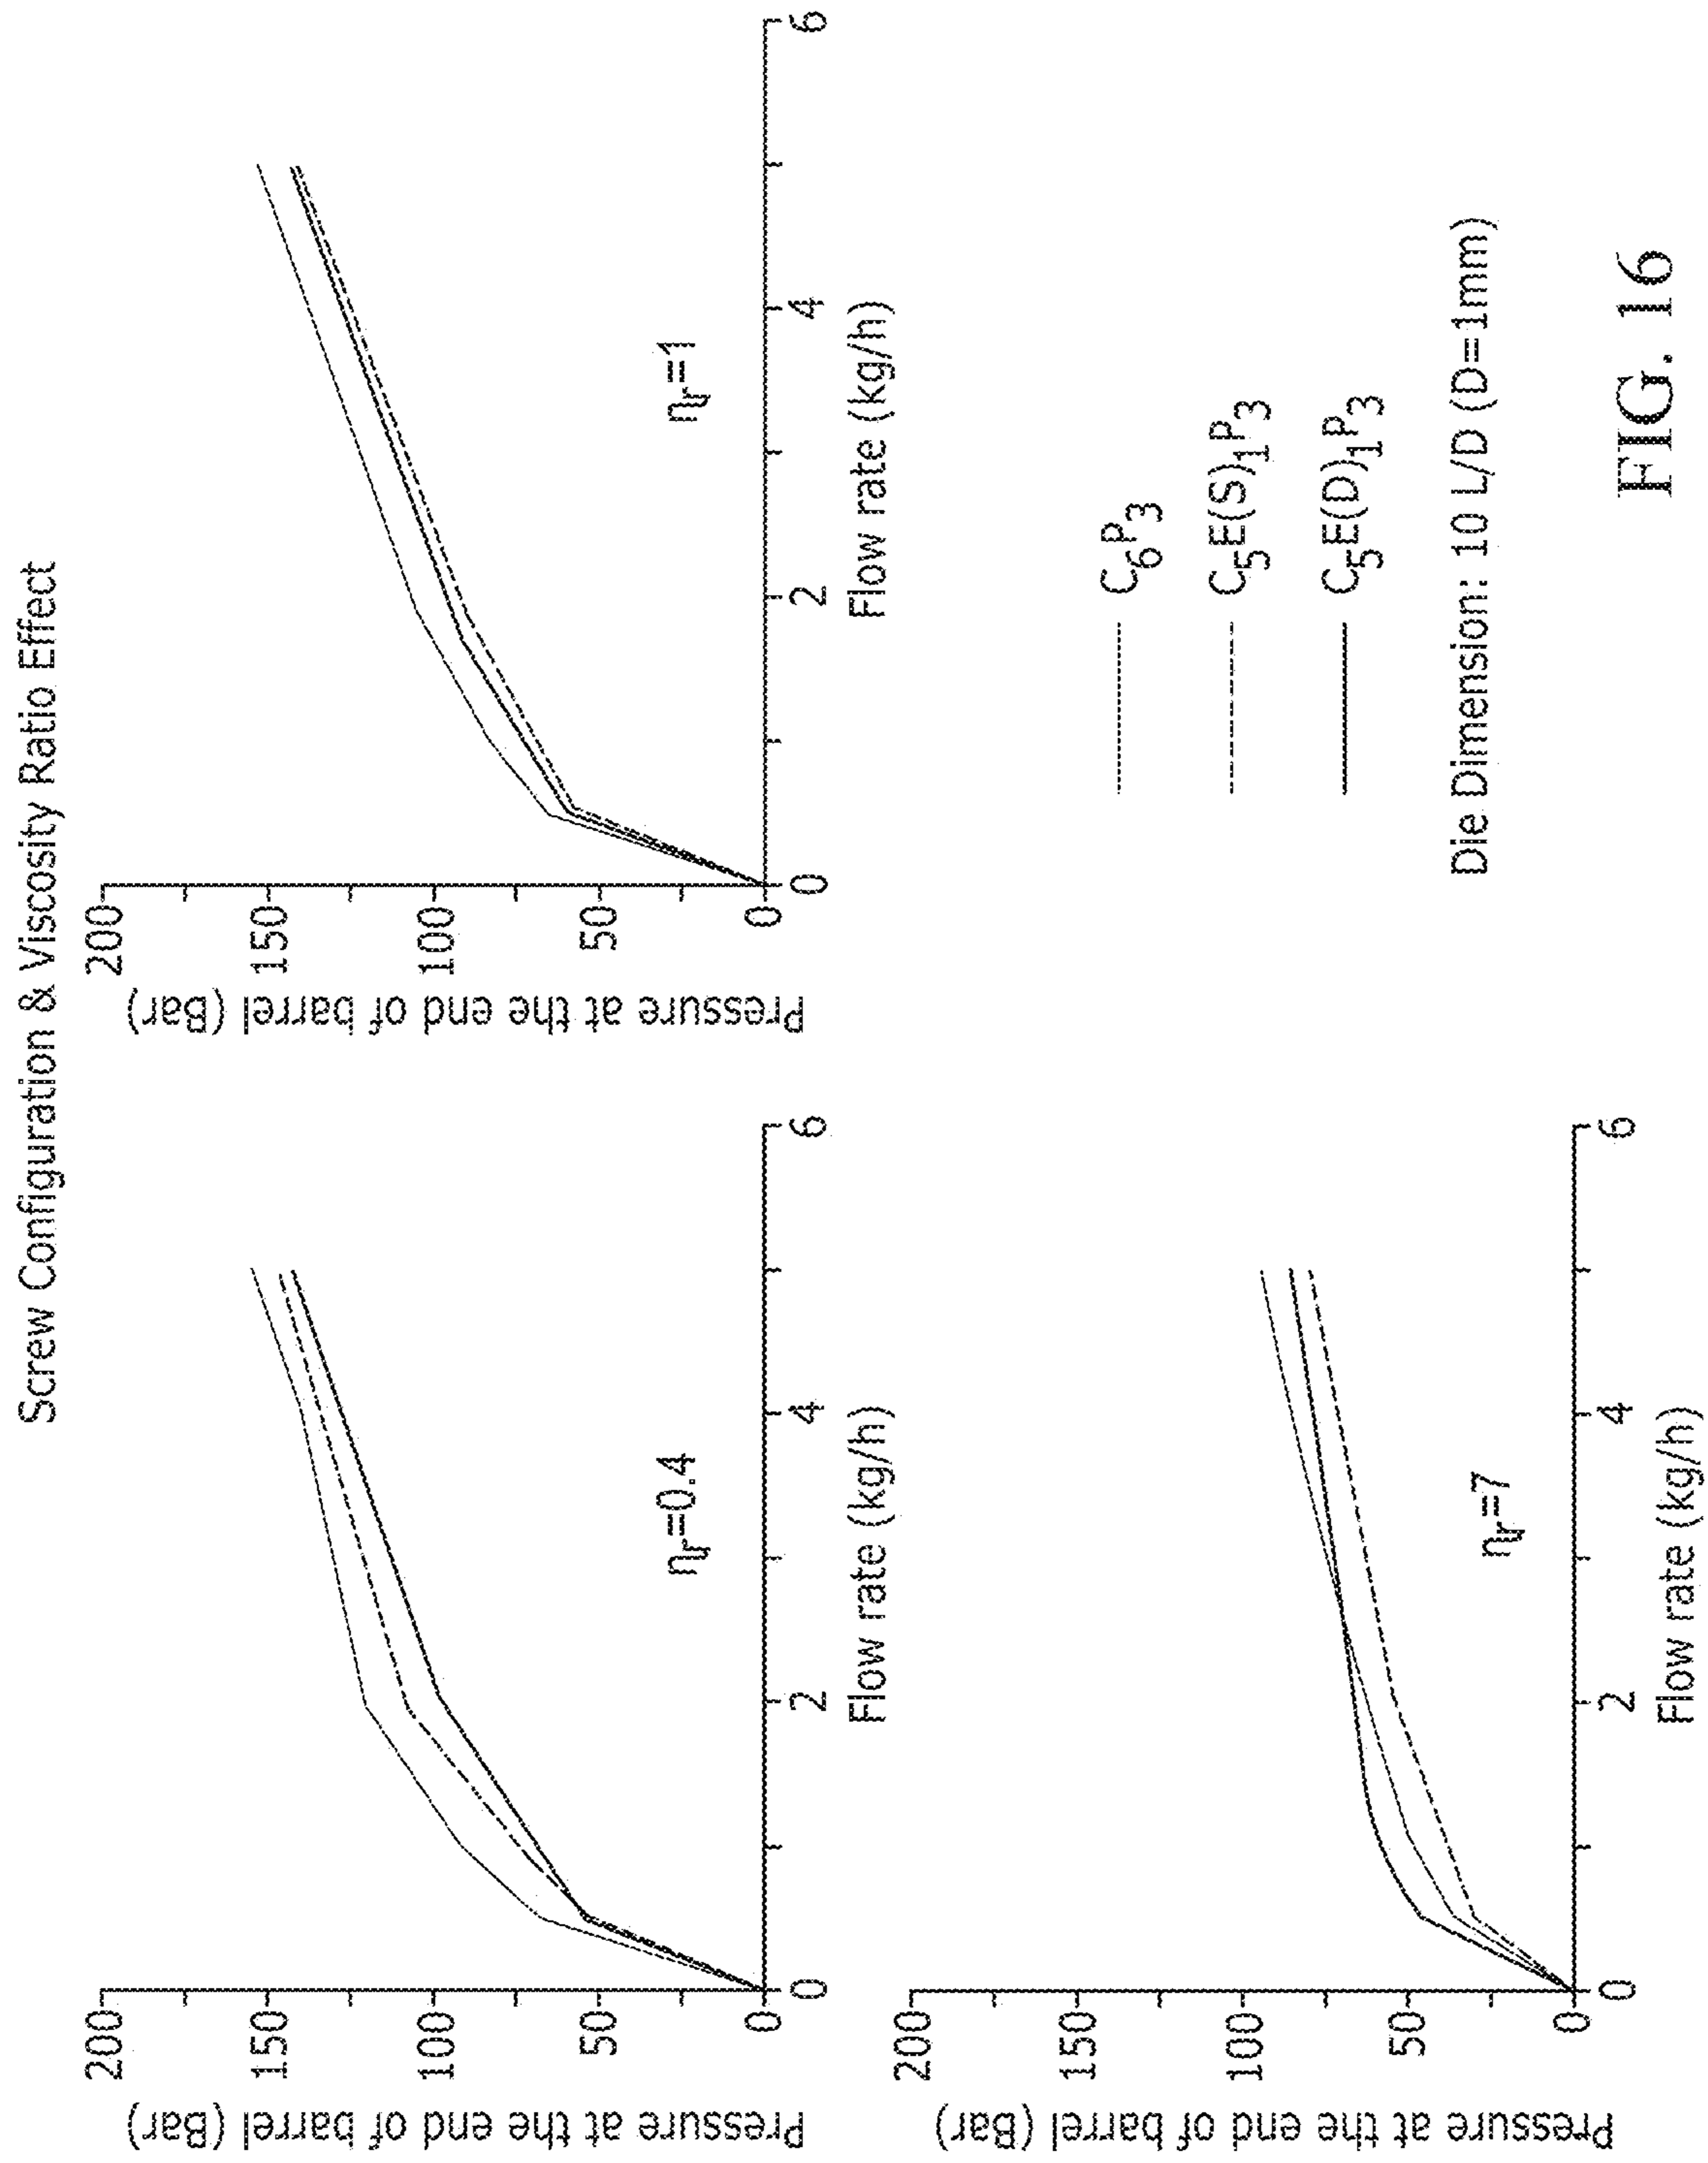 Screw Configuration & Viscosity Ratio Effect
Pressure at the end of barrel (Bar)
200
150
100
50
0
0 2 4 6
Flow rate (kg/h)
ηr=0.4
Pressure at the end of barrel (Bar)
200
150
100
50
0
0 2 4 6
Flow rate (kg/h)
ηr=1
Pressure at the end of barrel (Bar)
200
150
100
50
0
0 2 4 6
Flow rate (kg/h)
ηr=7
C6P3
C5E(S)1P3
C5E(D)1P3
Die Dimension: 10 L/D (D=1mm)
FIG. 16